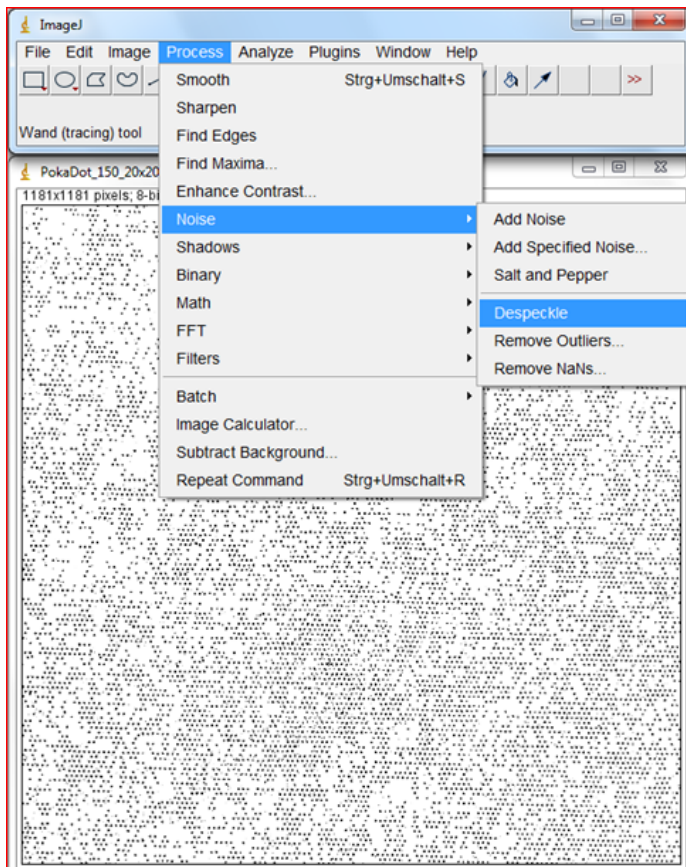 ImageJ
File Edit Image Process Analyze Plugins Window Help
>>
Wand (tracing) tool
Smooth Strg+Umschalt+S
Sharpen
Find Edges
Find Maxima...
Enhance Contrast...
Noise
Shadows
Binary
Math
FFT
Filters
Batch
Image Calculator...
Subtract Background...
Repeat Command Strg+Umschalt+R
Add Noise
Add Specified Noise...
Salt and Pepper
Despeckle
Remove Outliers...
Remove NaNs...
PokaDot_150_20x20
1181x1181 pixels; 8-bi